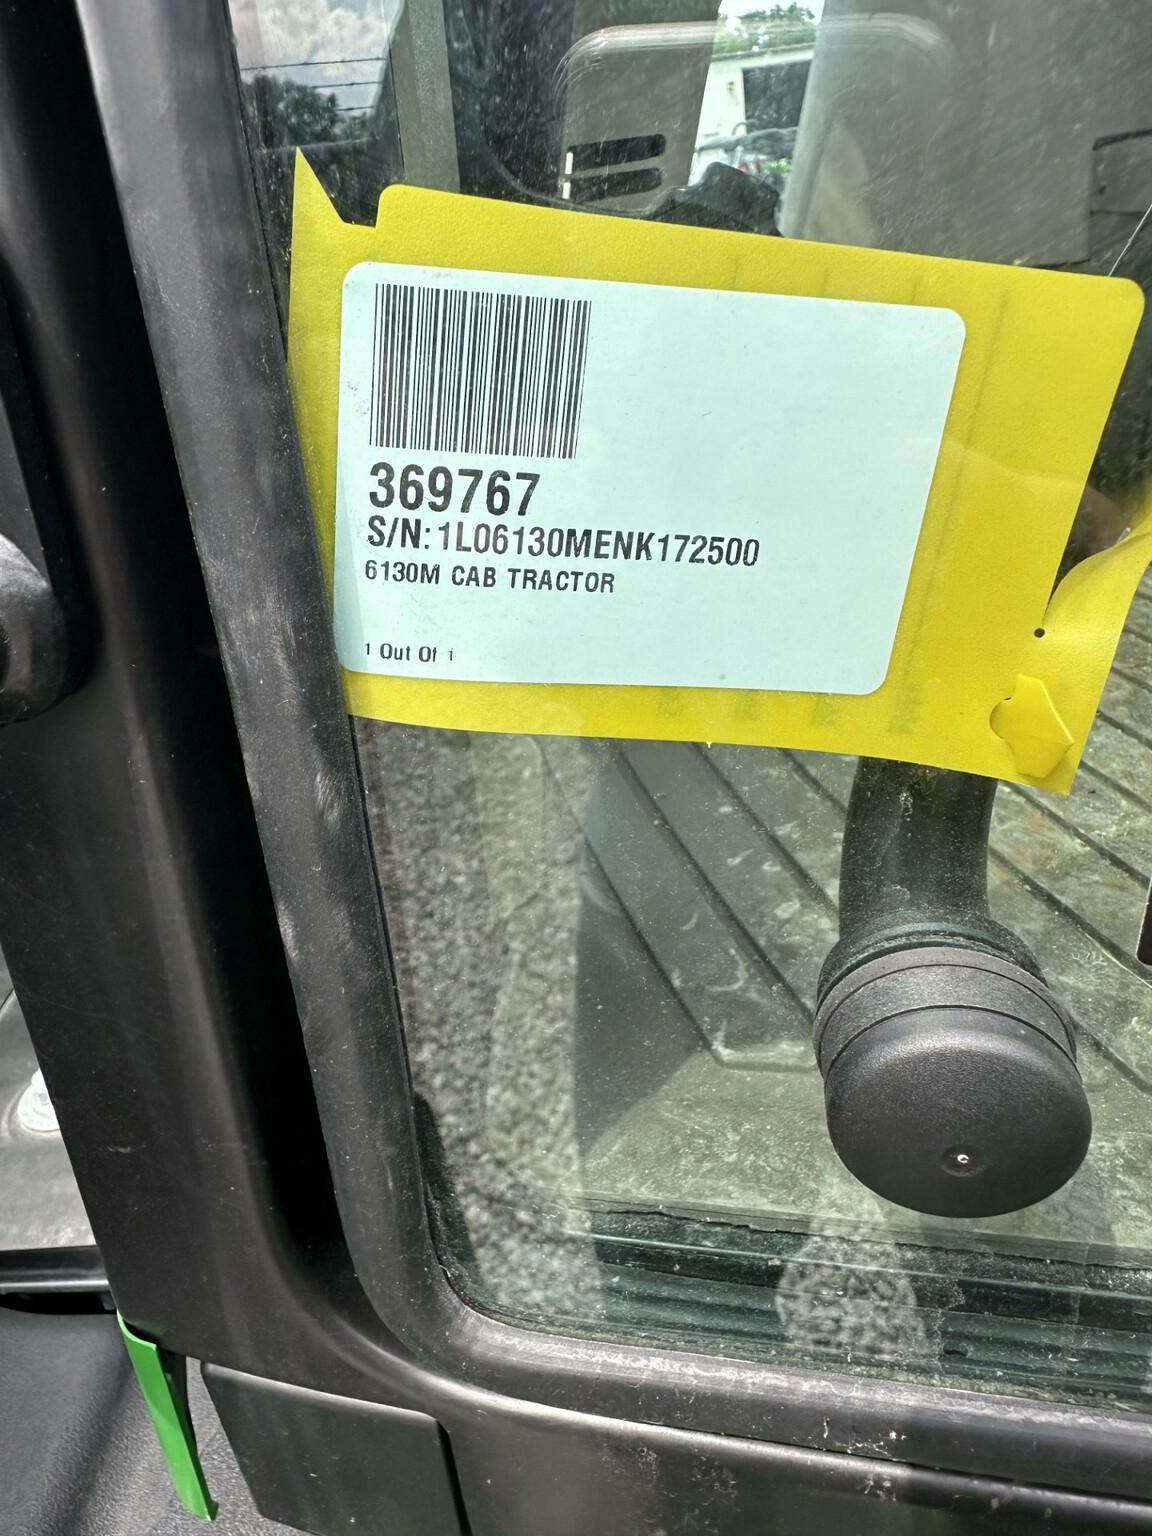 369767
S/N: 1L06130MENK172500
6130M CAB TRACTOR
1 Out Of 1